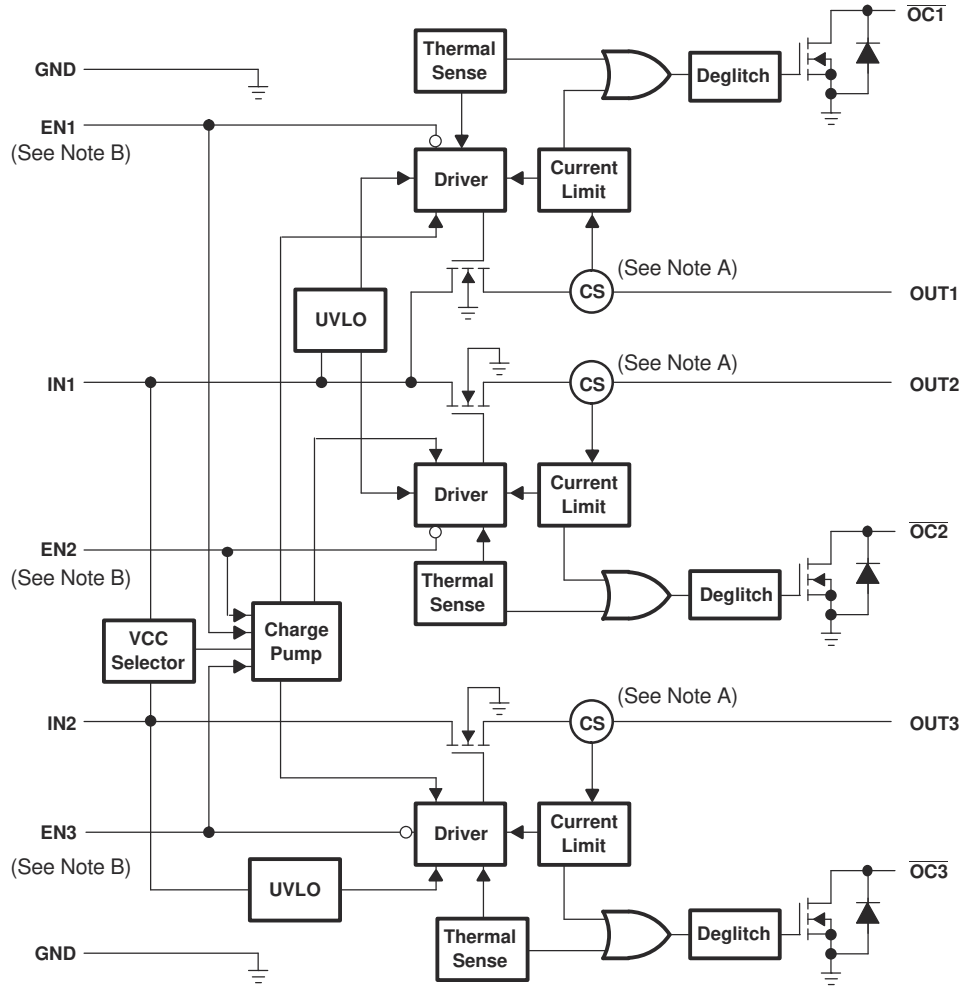 OC1
Thermal
Sense
Deglitch
GND
EN1
(See Note B)
Driver
Current
Limit
(See Note A)
CS
OUT1
UVLO
(See Note A)
IN1
CS
OUT2
Driver
Current
Limit
OC2
EN2
(See Note B)
Thermal
Sense
Deglitch
VCC
Selector
Charge
Pump
(See Note A)
IN2
CS
OUT3
EN3
Driver
Current
Limit
(See Note B)
OC3
UVLO
Thermal
Sense
Deglitch
GND